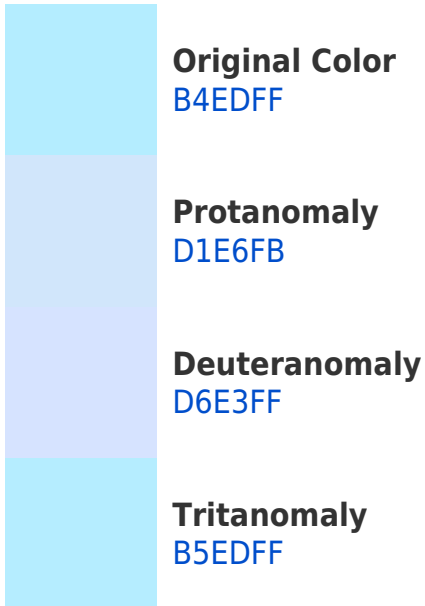 Original Color
B4EDFF
Protanomaly
D1E6FB
Deuteranomaly
D6E3FF
Tritanomaly
B5EDFF